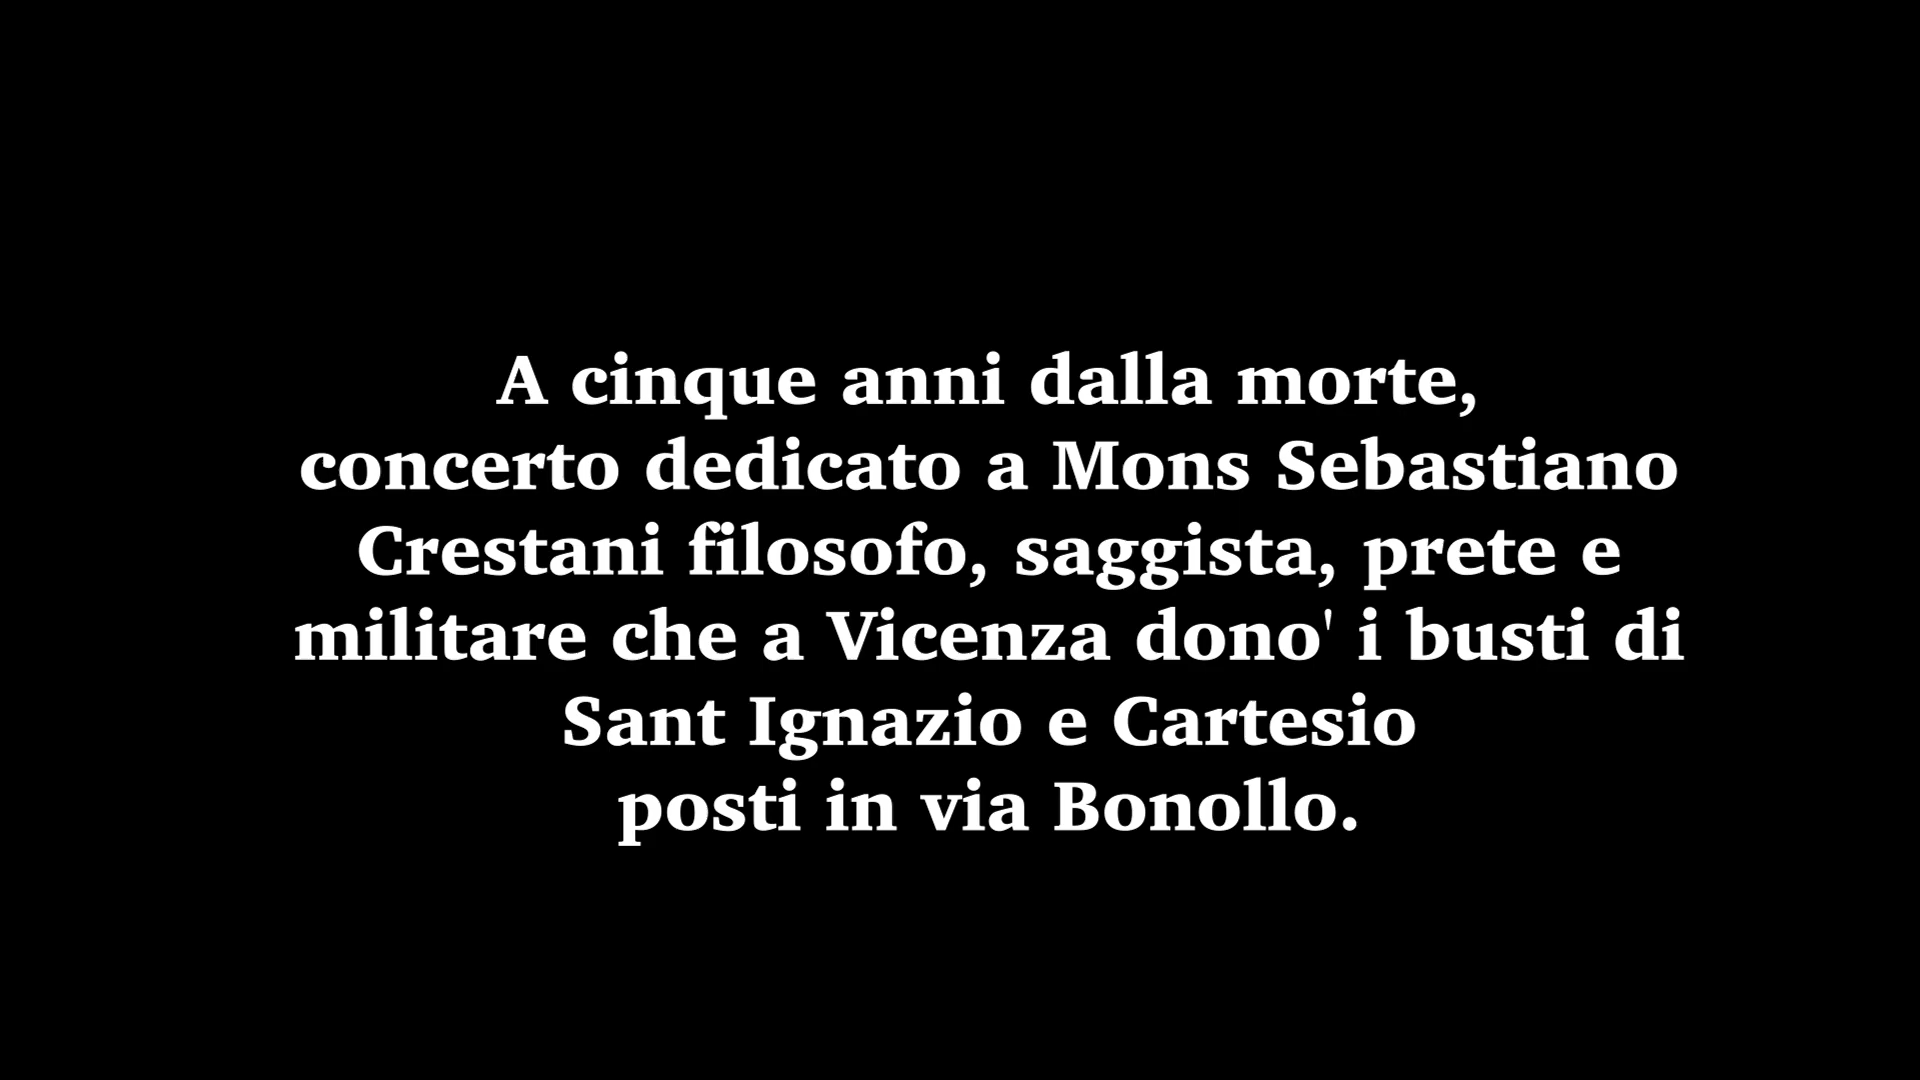 A cinque anni dalla morte,
concerto dedicato a Mons Sebastiano
Crestani filosofo, saggista, prete e
militare che a Vicenza dono' i busti di
Sant Ignazio e Cartesio
posti in via Bonollo.